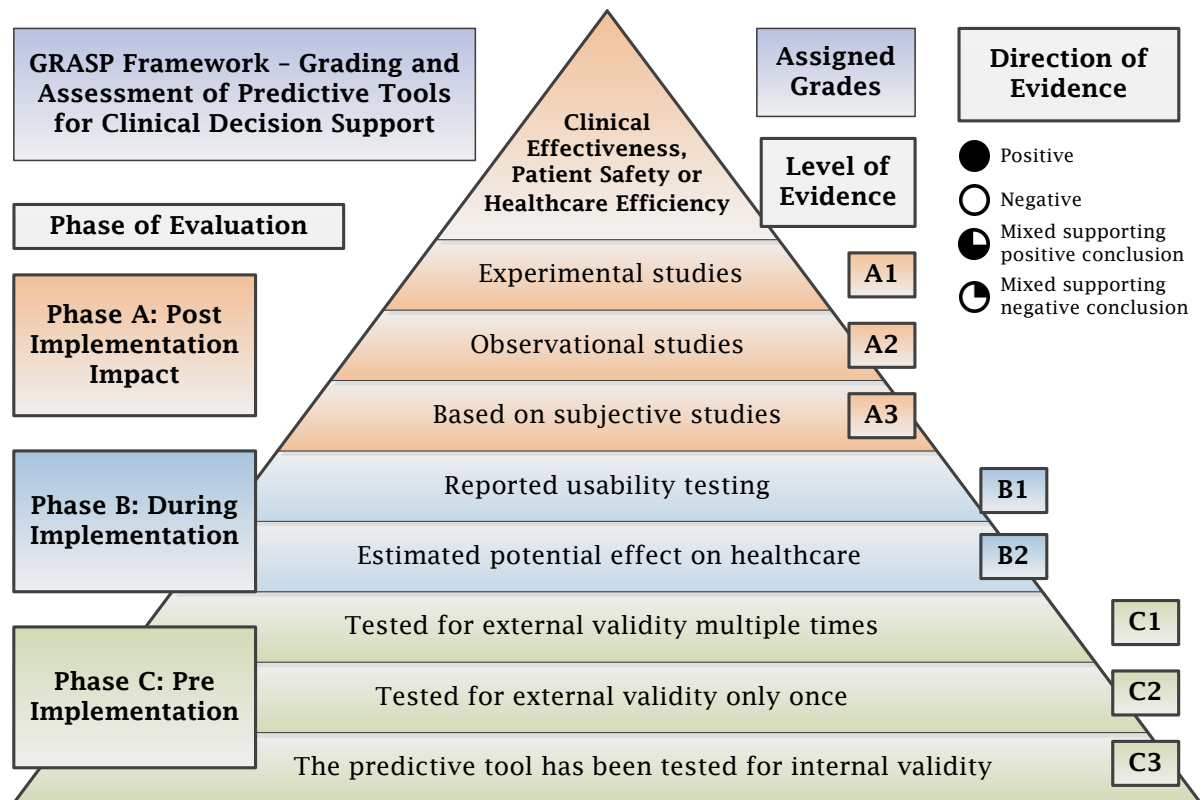 GRASP Framework – Grading and
Assessment of Predictive Tools
for Clinical Decision Support
Assigned
Grades
Direction of
Evidence
Clinical
Effectiveness,
Patient Safety or
Healthcare Efficiency
Level of
Evidence
Positive
Negative
Mixed supporting
positive conclusion
Mixed supporting
negative conclusion
Phase of Evaluation
Phase A: Post
Implementation
Impact
Experimental studies
A1
Observational studies
A2
Based on subjective studies
A3
Phase B: During
Implementation
Reported usability testing
B1
Estimated potential effect on healthcare
B2
Phase C: Pre
Implementation
Tested for external validity multiple times
C1
Tested for external validity only once
C2
The predictive tool has been tested for internal validity
C3